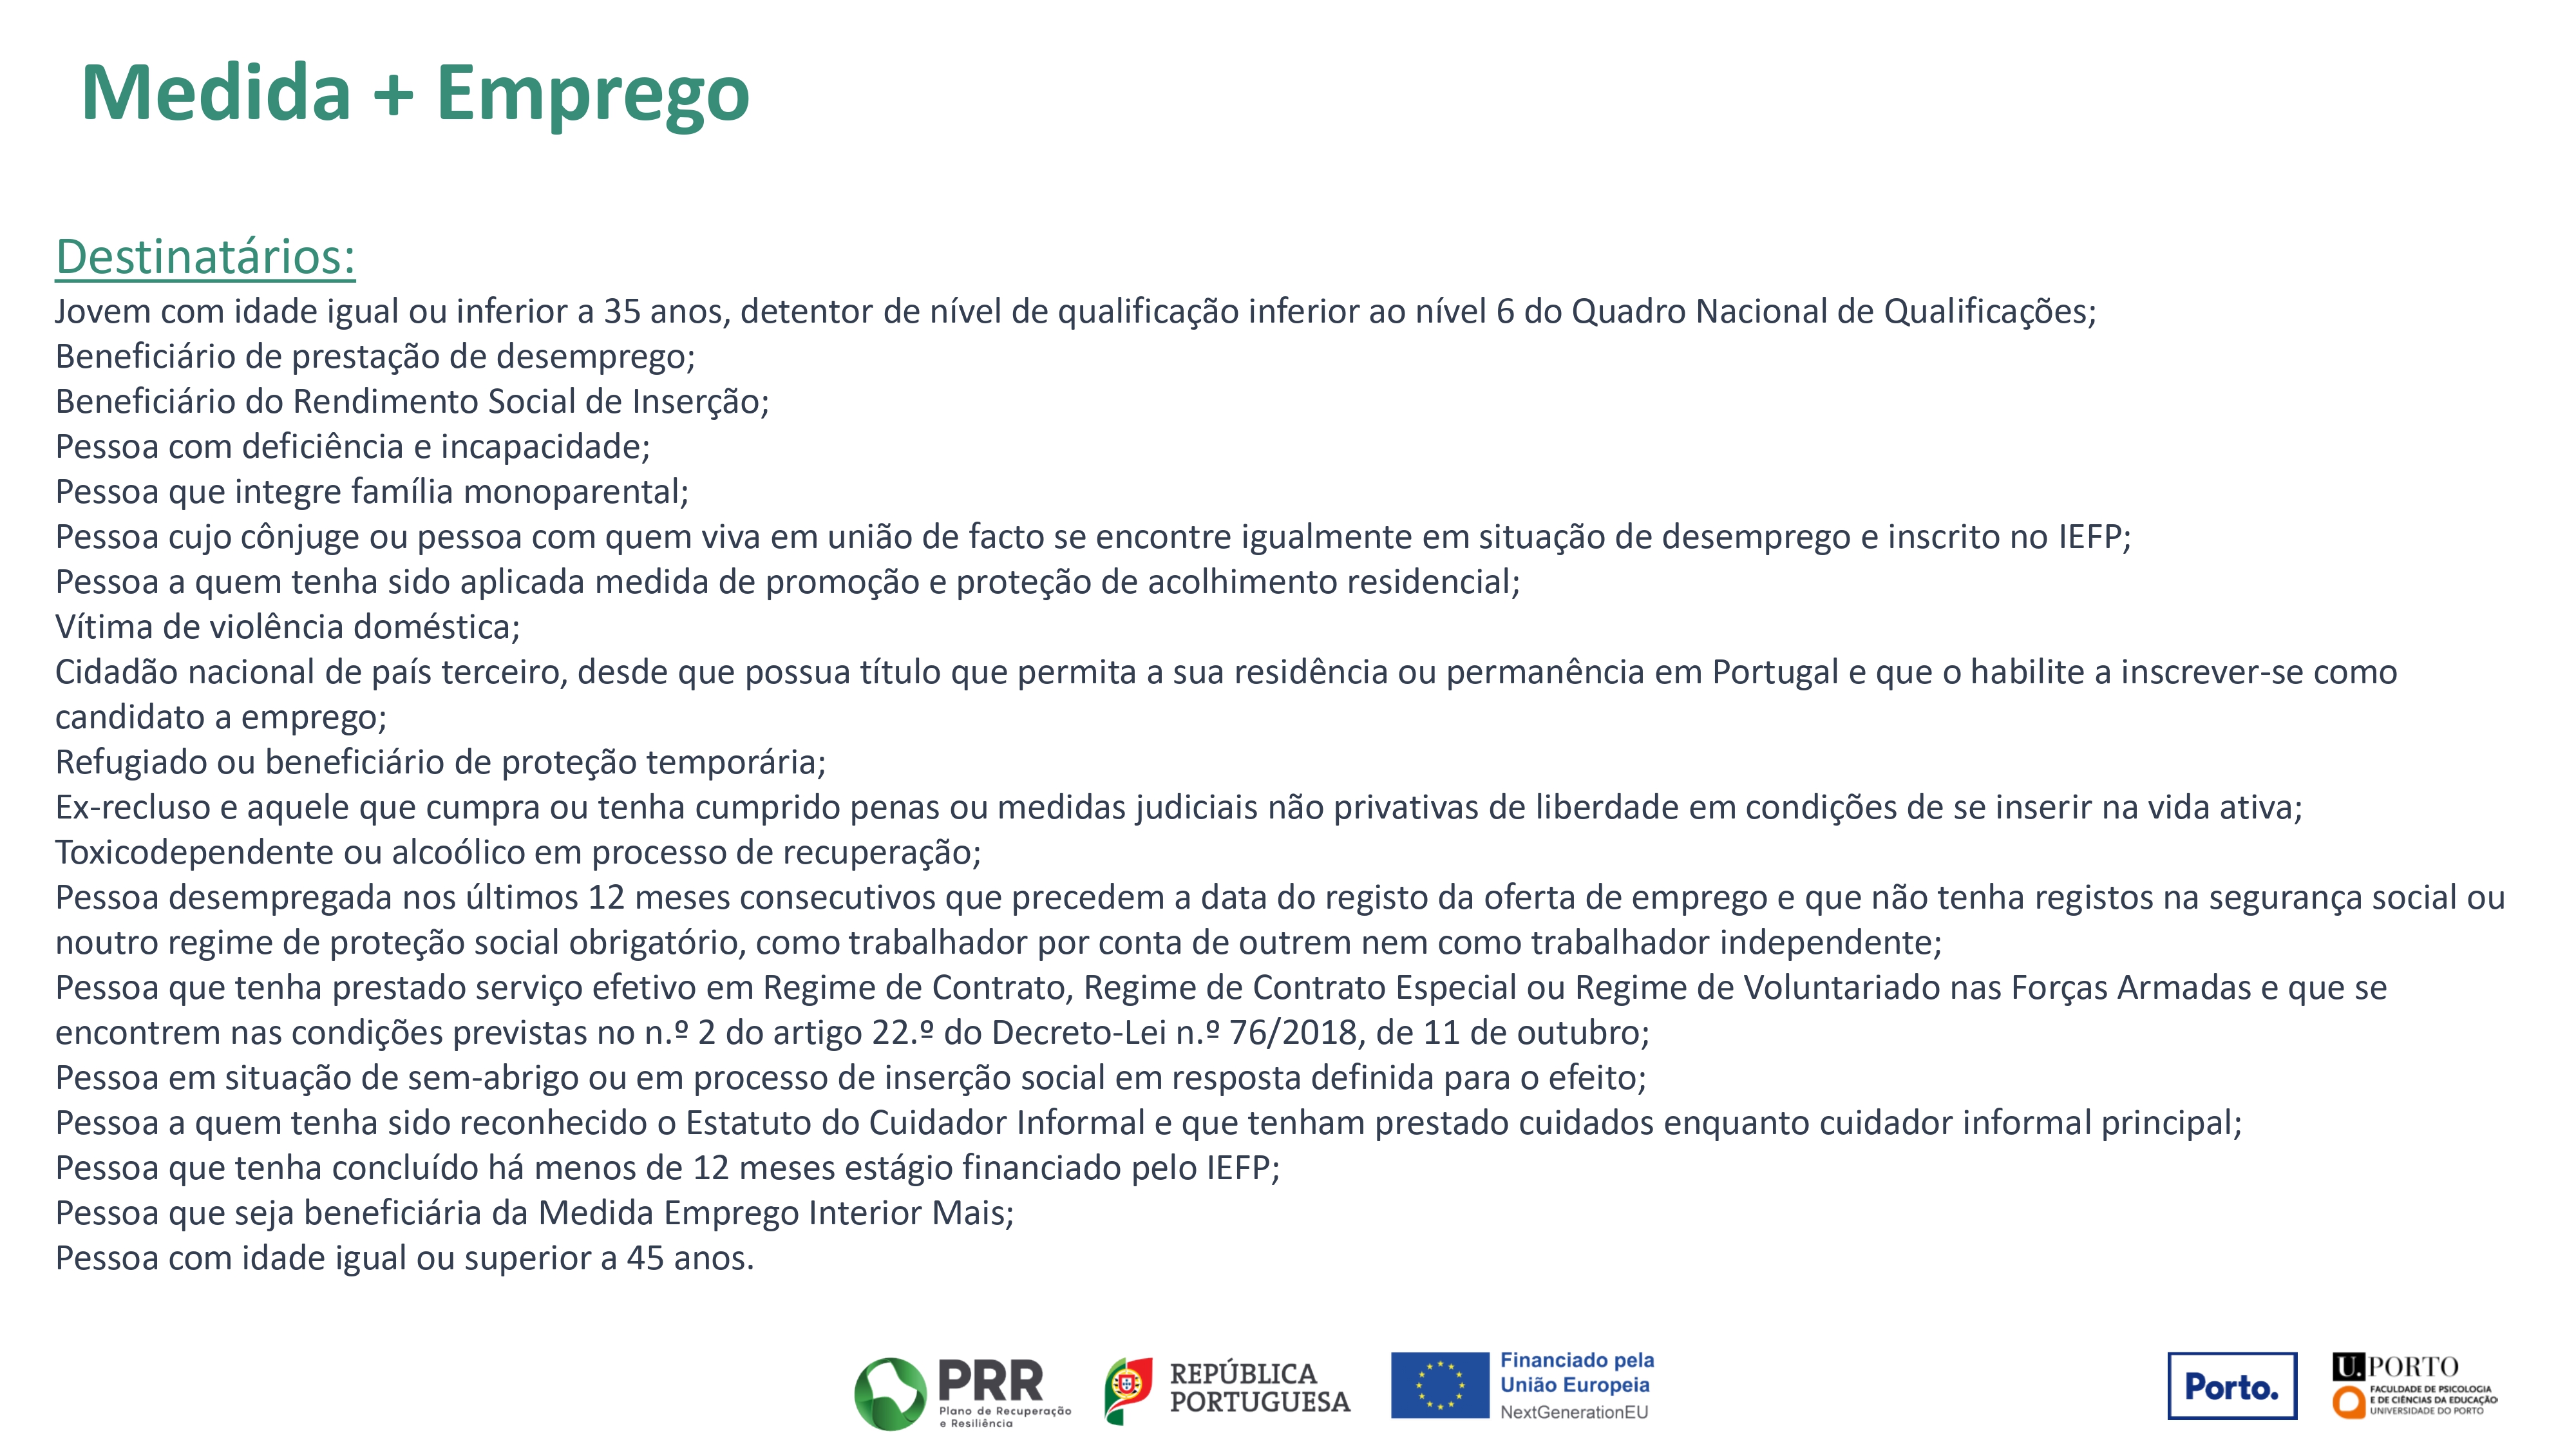 Medida + Emprego
Destinatários:
Jovem com idade igual ou inferior a 35 anos, detentor de nível de qualificação inferior ao nível 6 do Quadro Nacional de Qualificações;
Beneficiário de prestação de desemprego;
Beneficiário do Rendimento Social de Inserção;
Pessoa com deficiência e incapacidade;
Pessoa que integre família monoparental;
Pessoa cujo cônjuge ou pessoa com quem viva em união de facto se encontre igualmente em situação de desemprego e inscrito no IEFP;
Pessoa a quem tenha sido aplicada medida de promoção e proteção de acolhimento residencial;
Vítima de violência doméstica;
Cidadão nacional de país terceiro, desde que possua título que permita a sua residência ou permanência em Portugal e que o habilite a inscrever-se como
candidato a emprego;
Refugiado ou beneficiário de proteção temporária;
Ex-recluso e aquele que cumpra ou tenha cumprido penas ou medidas judiciais não privativas de liberdade em condições de se inserir na vida ativa;
Toxicodependente ou alcoólico em processo de recuperação;
Pessoa desempregada nos últimos 12 meses consecutivos que precedem a data do registo da oferta de emprego e que não tenha registos na segurança social ou
noutro regime de proteção social obrigatório, como trabalhador por conta de outrem nem como trabalhador independente;
Pessoa que tenha prestado serviço efetivo em Regime de Contrato, Regime de Contrato Especial ou Regime de Voluntariado nas Forças Armadas e que se
encontrem nas condições previstas no n.º 2 do artigo 22.º do Decreto-Lei n.º 76/2018, de 11 de outubro;
Pessoa em situação de sem-abrigo ou em processo de inserção social em resposta definida para o efeito;
Pessoa a quem tenha sido reconhecido o Estatuto do Cuidador Informal e que tenham prestado cuidados enquanto cuidador informal principal;
Pessoa que tenha concluído há menos de 12 meses estágio financiado pelo IEFP;
Pessoa que seja beneficiária da Medida Emprego Interior Mais;
Pessoa com idade igual ou superior a 45 anos.
PRR
Plano de Recuperação
e Resiliência
REPÚBLICA
PORTUGUESA
Financiado pela
União Europeia
NextGenerationEU
Porto.
U.PORTO
FACULDADE DE PSICOLOGIA
E DE CIÊNCIAS DA EDUCAÇÃO
UNIVERSIDADE DO PORTO